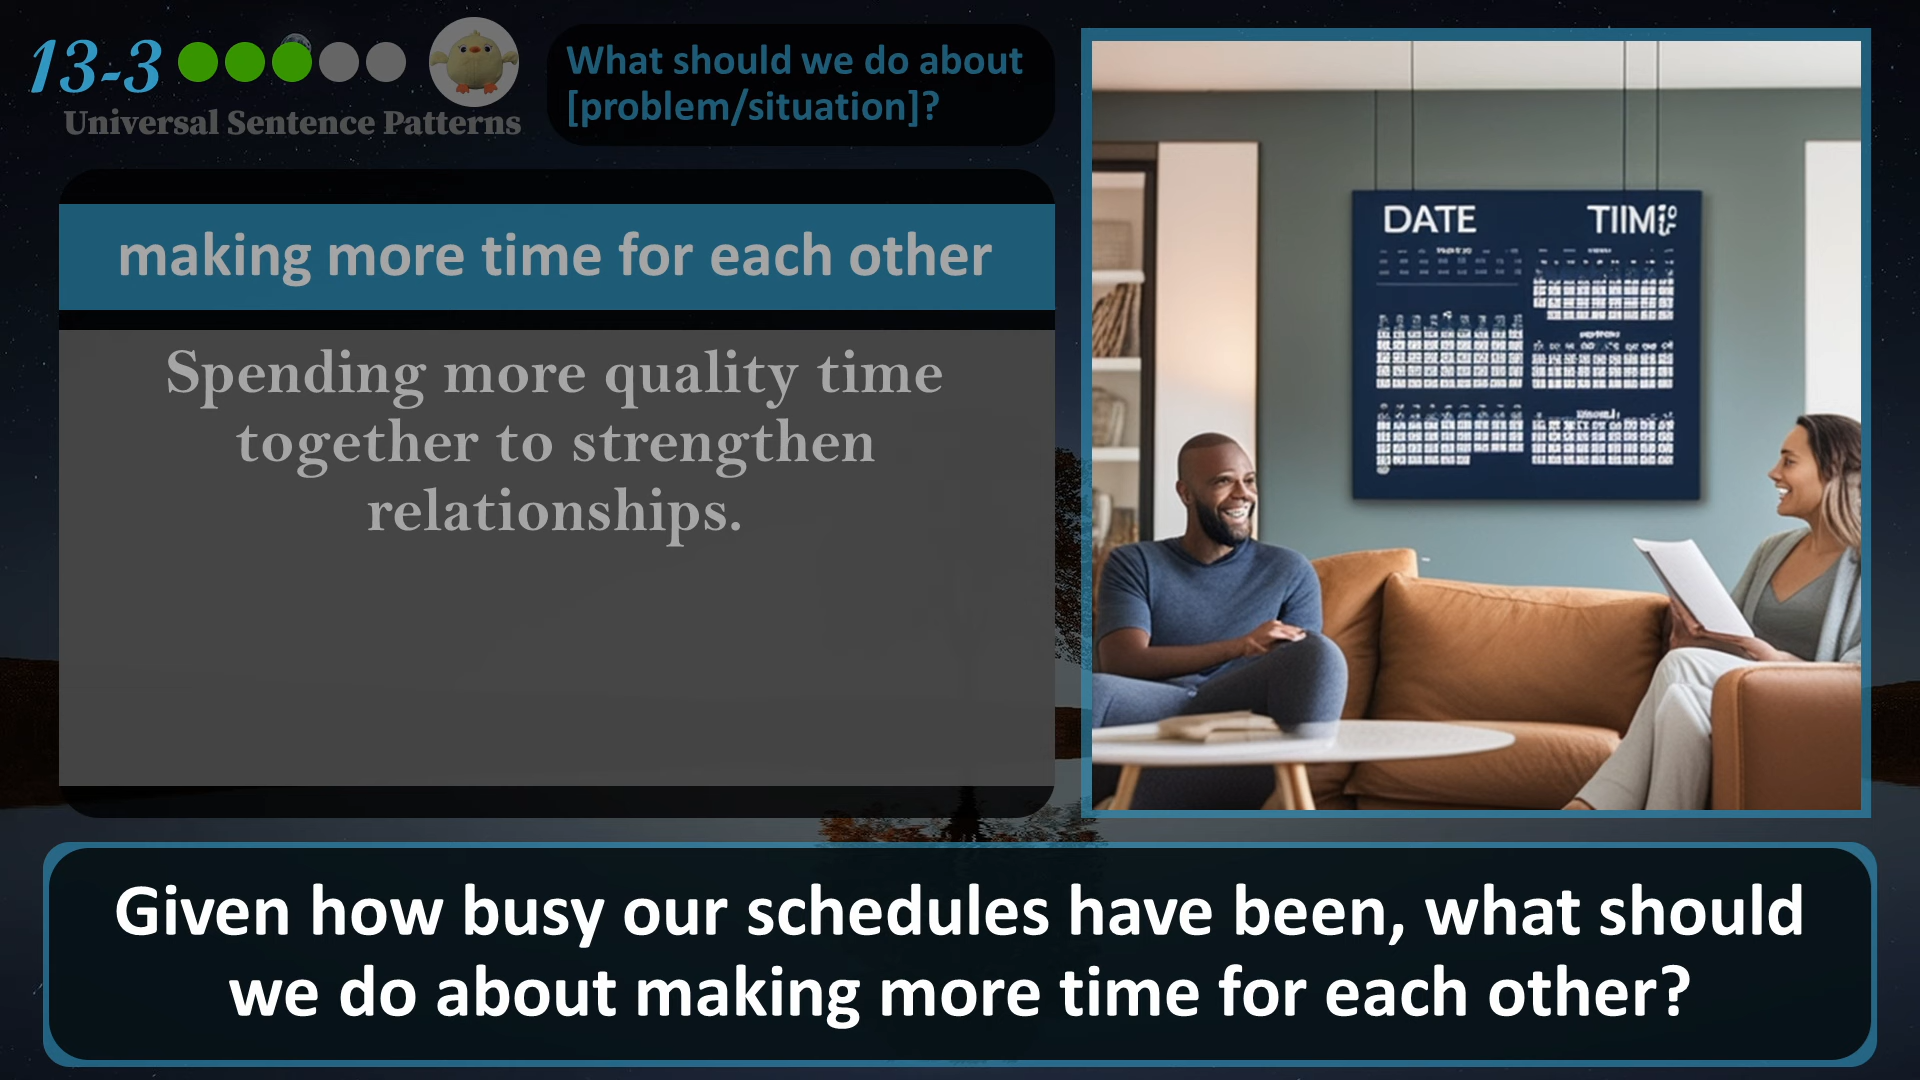 13-3
Universal Sentence Patterns
What should we do about
[problem/situation]?
making more time for each other
Spending more quality time
together to strengthen
relationships.
DATE
TIIM
Given how busy our schedules have been, what should
we do about making more time for each other?